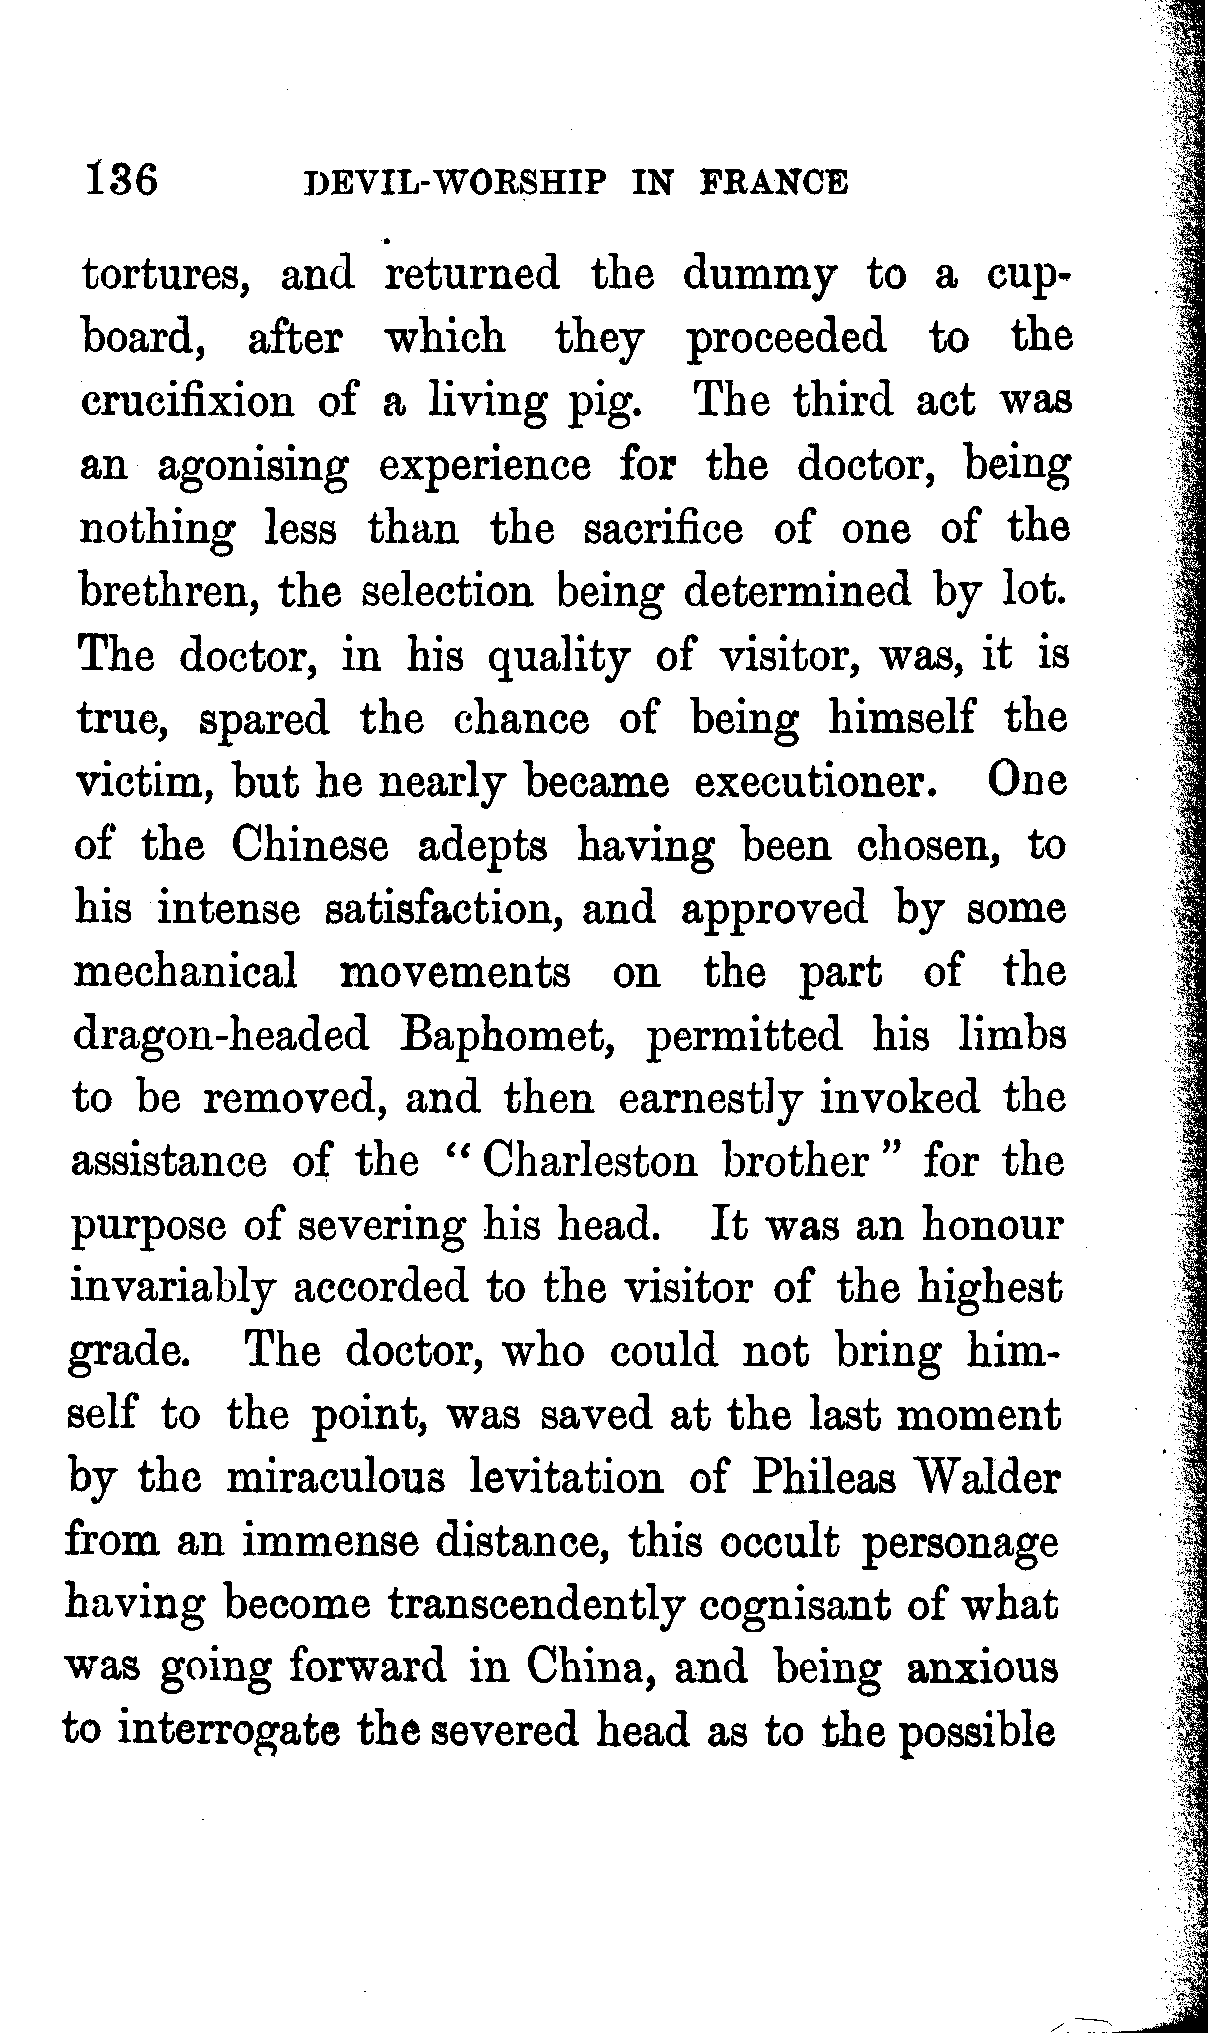 136 DEVIL-WORSHIP IN FRANCE
tortures, and returned the dummy to a cup-
board, after which they proceeded to the
crucifixion of a living pig. The third act was
an agonising experience for the doctor, being
nothing less than the sacrifice of one of the
brethren, the selection being determined by lot.
The doctor, in his quality of visitor, was, it is
true, spared the chance of being himself the
victim, but he nearly became executioner. One
of the Chinese adepts having been chosen, to
his intense satisfaction, and approved by some
mechanical movements on the part of the
dragon-headed Baphomet, permitted his limbs
to be removed, and then earnestly invoked the
assistance of the “Charleston brother” for the
purpose of severing his head. It was an honour
invariably accorded to the visitor of the highest
grade. The doctor, who could not bring him-
self to the point, was saved at the last moment
by the miraculous levitation of Phileas Walder
from an immense distance, this occult personage
having become transcendently cognisant of what
was going forward in China, and being anxious
to interrogate the severed head as to the possible